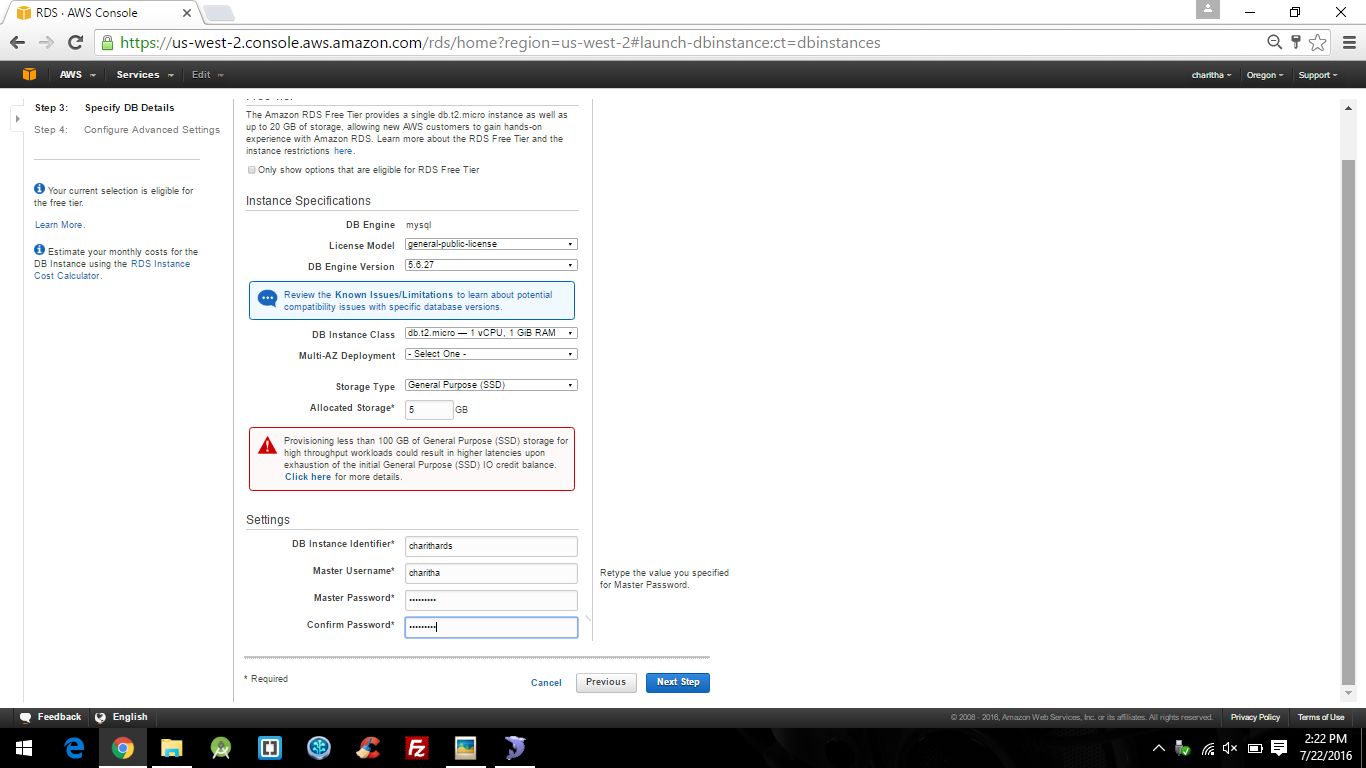 RDS · AWS Console
https://us-west-2.console.aws.amazon.com/rds/home?region=us-west-2#launch-dbinstance:ct=dbinstances
AWS Services Edit charitha Oregon Support
Step 3: Specify DB Details
Step 4: Configure Advanced Settings
Your current selection is eligible for
the free tier.
Learn More.
Estimate your monthly costs for the
DB Instance using the RDS Instance
Cost Calculator.
Free Tier
The Amazon RDS Free Tier provides a single db.t2.micro instance as well as
up to 20 GB of storage, allowing new AWS customers to gain hands-on
experience with Amazon RDS. Learn more about the RDS Free Tier and the
instance restrictions here.
Only show options that are eligible for RDS Free Tier
Instance Specifications
DB Engine mysql
License Model general-public-license
DB Engine Version 5.6.27
Review the Known Issues/Limitations to learn about potential
compatibility issues with specific database versions.
DB Instance Class db.t2.micro — 1 vCPU, 1 GiB RAM
Multi-AZ Deployment - Select One -
Storage Type General Purpose (SSD)
Allocated Storage* 5 GB
Provisioning less than 100 GB of General Purpose (SSD) storage for
high throughput workloads could result in higher latencies upon
exhaustion of the initial General Purpose (SSD) IO credit balance.
Click here for more details.
Settings
DB Instance Identifier* charithards
Master Username* charitha
Master Password* •••••••••
Confirm Password* •••••••••
Retype the value you specified
for Master Password.
* Required
Cancel Previous Next Step
Feedback English © 2008 - 2016, Amazon Web Services, Inc. or its affiliates. All rights reserved. Privacy Policy Terms of Use
2:22 PM
7/22/2016